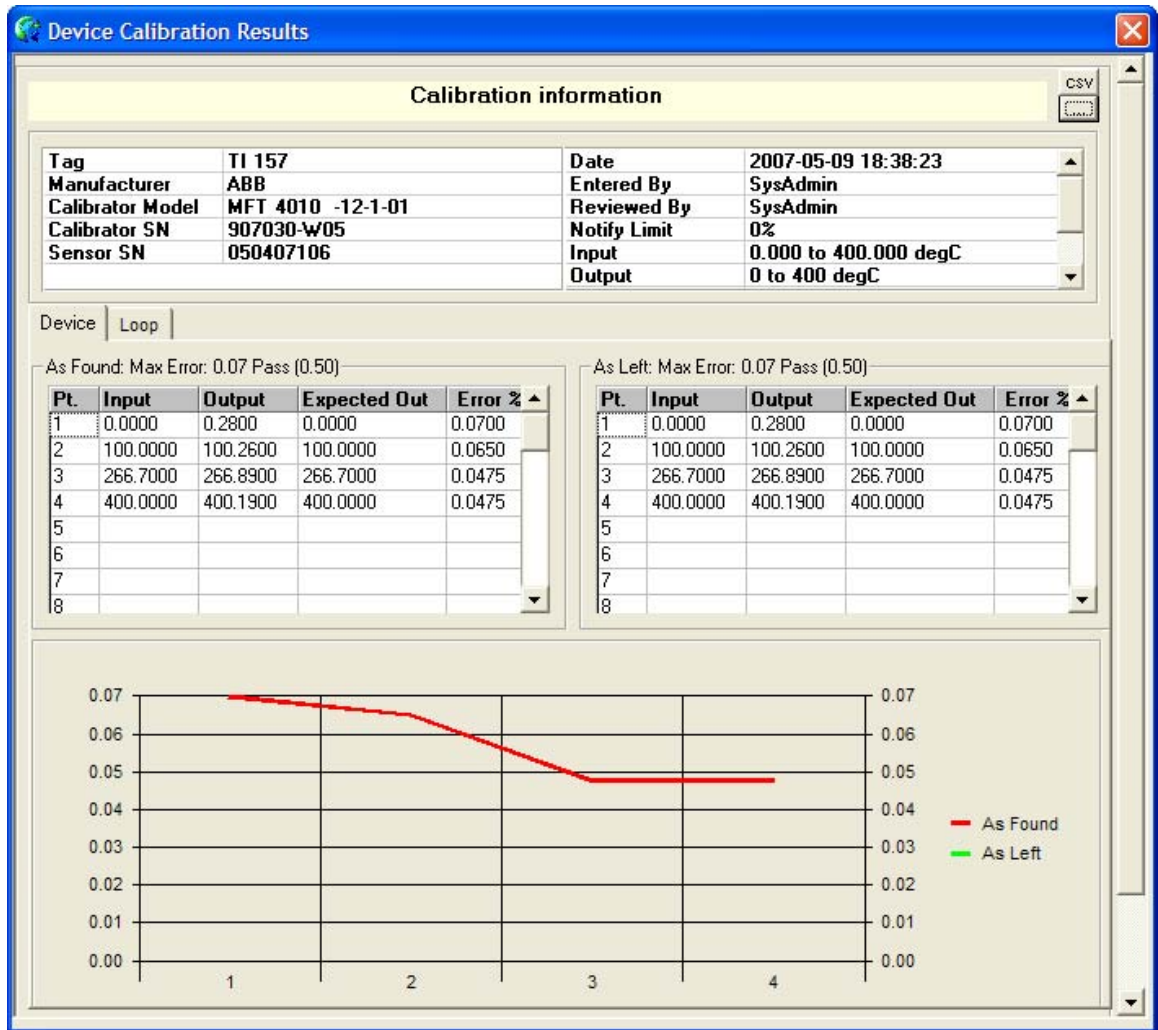 Device Calibration Results
Calibration information
CSV
...
Tag TI 157
Manufacturer ABB
Calibrator Model MFT 4010 -12-1-01
Calibrator SN 907030-W05
Sensor SN 050407106
Date 2007-05-09 18:38:23
Entered By SysAdmin
Reviewed By SysAdmin
Notify Limit 0%
Input 0.000 to 400.000 degC
Output 0 to 400 degC
Device Loop
As Found: Max Error: 0.07 Pass (0.50)
Pt. Input Output Expected Out Error %
1 0.0000 0.2800 0.0000 0.0700
2 100.0000 100.2600 100.0000 0.0650
3 266.7000 266.8900 266.7000 0.0475
4 400.0000 400.1900 400.0000 0.0475
5
6
7
8
As Left: Max Error: 0.07 Pass (0.50)
Pt. Input Output Expected Out Error %
1 0.0000 0.2800 0.0000 0.0700
2 100.0000 100.2600 100.0000 0.0650
3 266.7000 266.8900 266.7000 0.0475
4 400.0000 400.1900 400.0000 0.0475
5
6
7
8
0.07 0.07
0.06 0.06
0.05 0.05
0.04 0.04
0.03 0.03
0.02 0.02
0.01 0.01
0.00 0.00
1 2 3 4
As Found
As Left